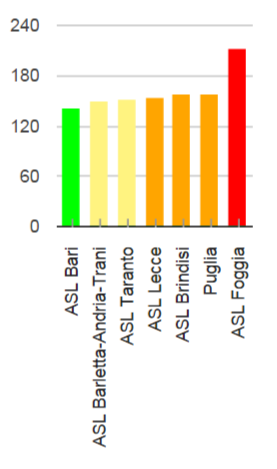 240
180
120
60
0
ASL Bari
ASL Barletta-Andria-Trani
ASL Taranto
ASL Lecce
ASL Brindisi
Puglia
ASL Foggia